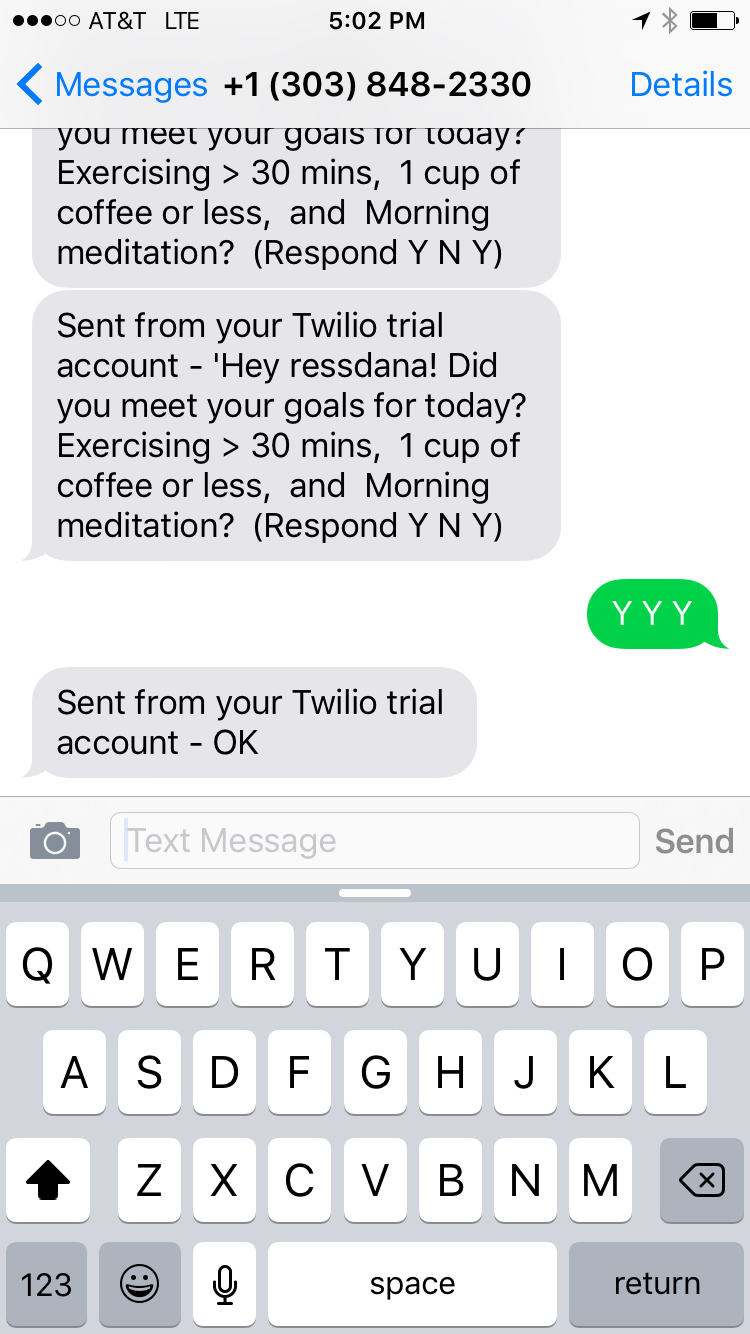 AT&T LTE 5:02 PM
Messages +1 (303) 848-2330 Details
you meet your goals for today?
Exercising > 30 mins,  1 cup of
coffee or less,  and  Morning
meditation?  (Respond Y N Y)
Sent from your Twilio trial
account - 'Hey ressdana! Did
you meet your goals for today?
Exercising > 30 mins,  1 cup of
coffee or less,  and  Morning
meditation?  (Respond Y N Y)
Y Y Y
Sent from your Twilio trial
account - OK
Text Message Send
Q W E R T Y U I O P
A S D F G H J K L
Z X C V B N M
123 space return